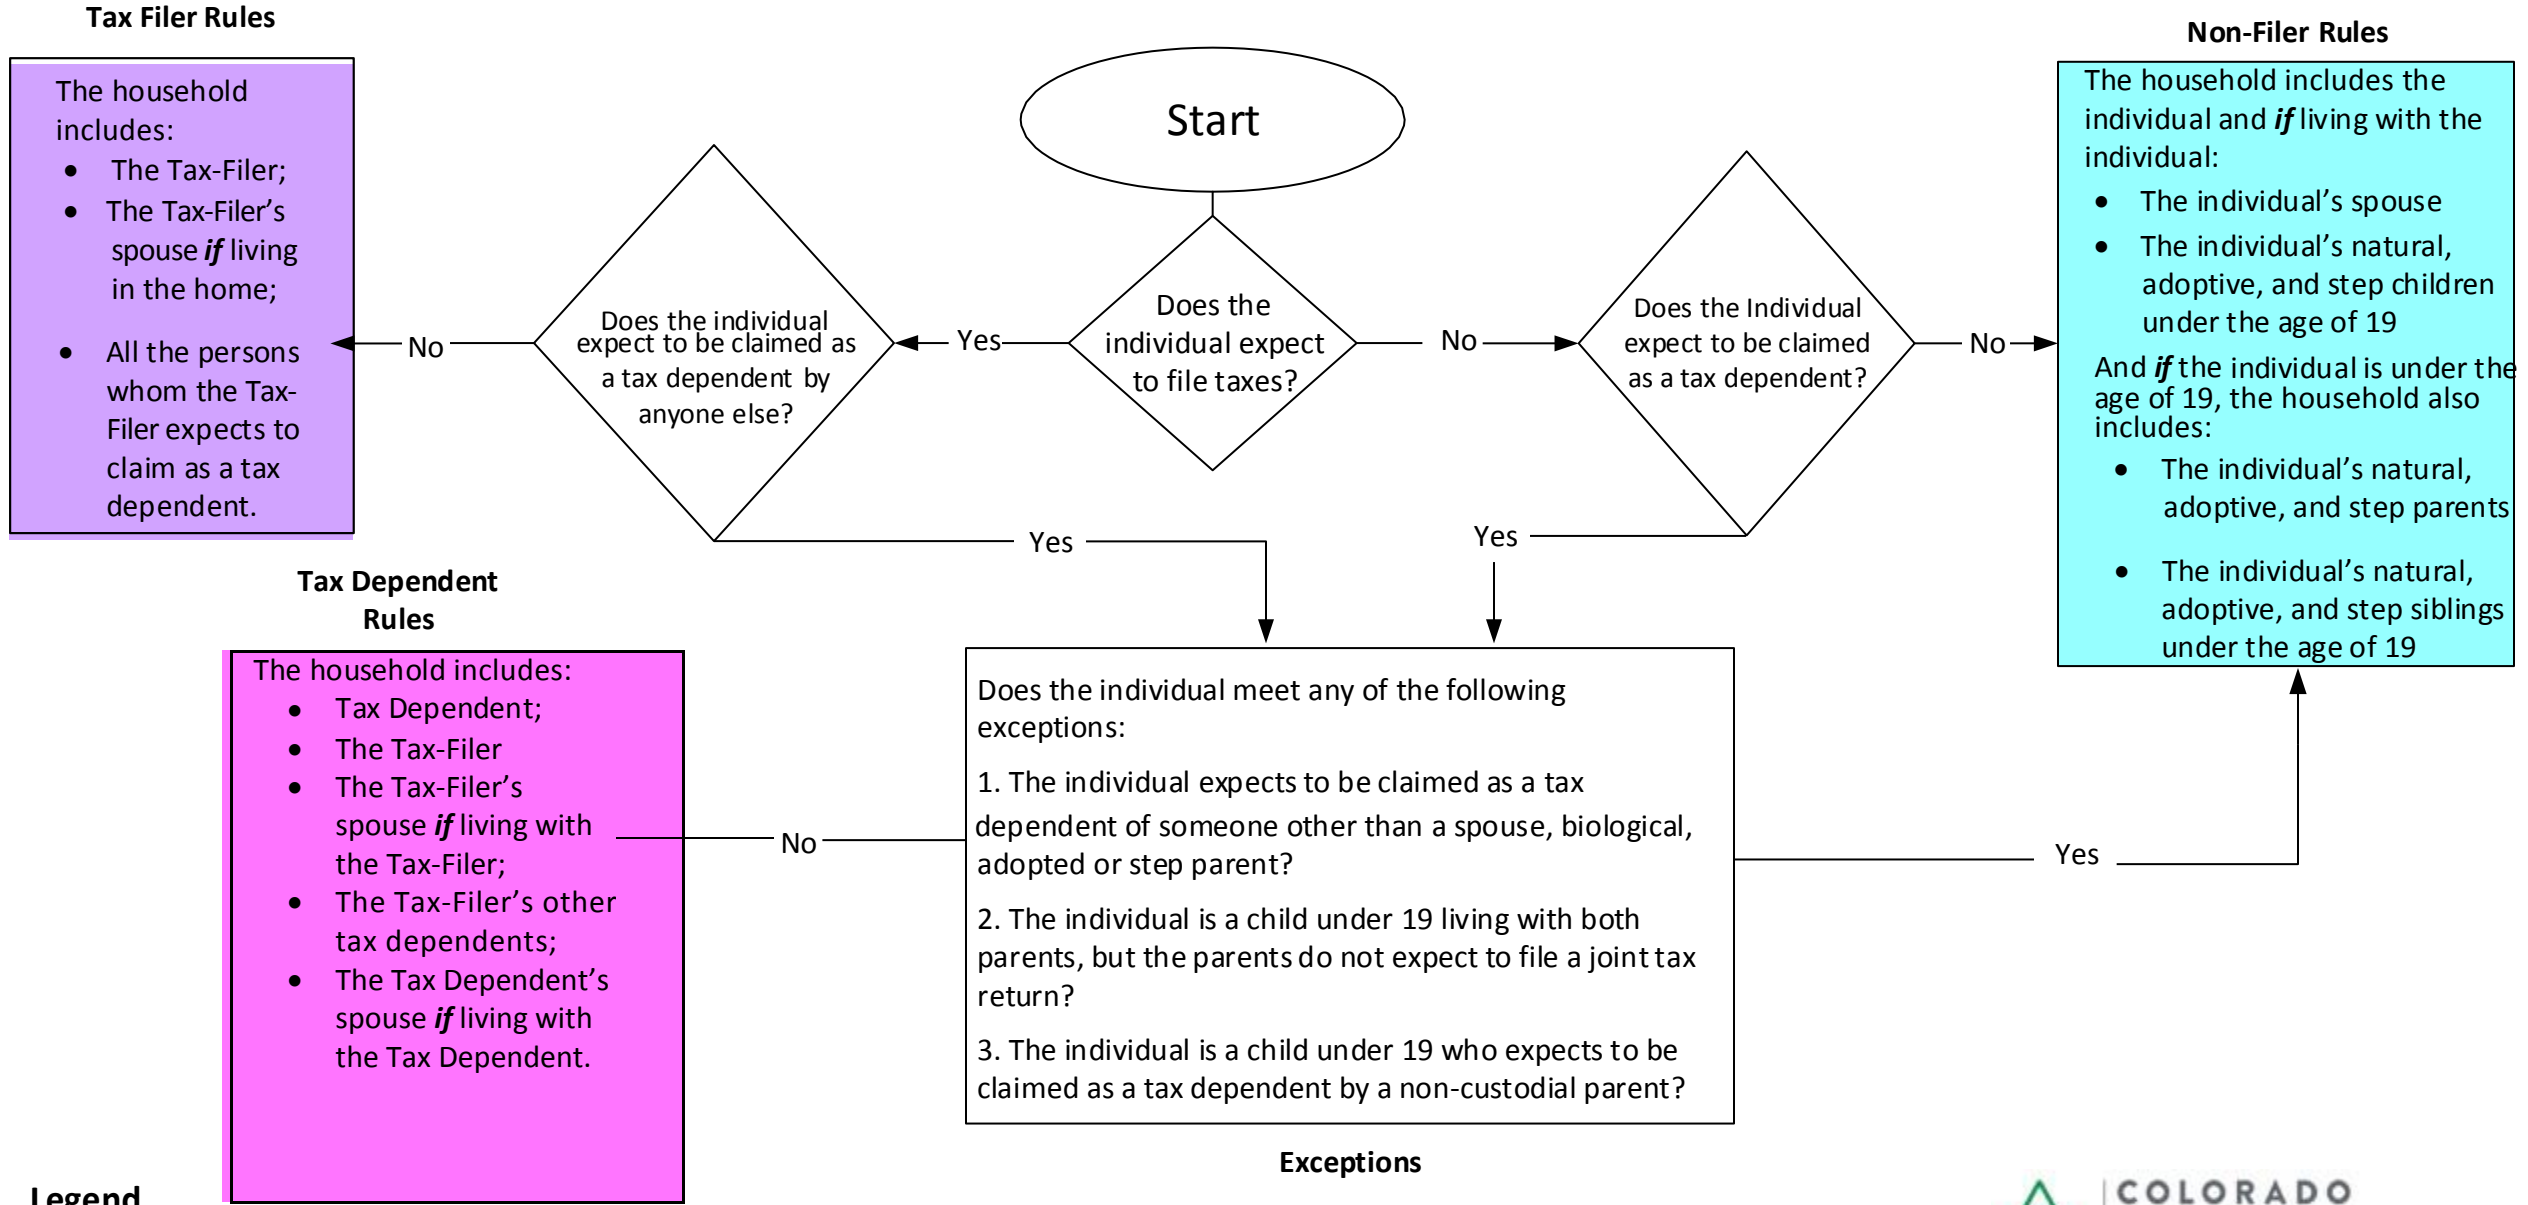 Tax Filer Rules
The household
includes:
• The Tax-Filer;
• The Tax-Filer’s
spouse if living
in the home;
• All the persons
whom the Tax-
Filer expects to
claim as a tax
dependent.
Start
Does the individual
expect to be claimed as
a tax dependent by
anyone else?
Does the
individual expect
to file taxes?
Does the Individual
expect to be claimed
as a tax dependent?
No
Yes
No
No
Yes
Yes
Non-Filer Rules
The household includes the
individual and if living with the
individual:
• The individual’s spouse
• The individual’s natural,
adoptive, and step children
under the age of 19
And if the individual is under the
age of 19, the household also
includes:
• The individual’s natural,
adoptive, and step parents
• The individual’s natural,
adoptive, and step siblings
under the age of 19
Tax Dependent
Rules
The household includes:
• Tax Dependent;
• The Tax-Filer
• The Tax-Filer’s
spouse if living with
the Tax-Filer;
• The Tax-Filer’s other
tax dependents;
• The Tax Dependent’s
spouse if living with
the Tax Dependent.
No
Does the individual meet any of the following
exceptions:
1. The individual expects to be claimed as a tax
dependent of someone other than a spouse, biological,
adopted or step parent?
2. The individual is a child under 19 living with both
parents, but the parents do not expect to file a joint tax
return?
3. The individual is a child under 19 who expects to be
claimed as a tax dependent by a non-custodial parent?
Yes
Exceptions
Legend
COLORADO